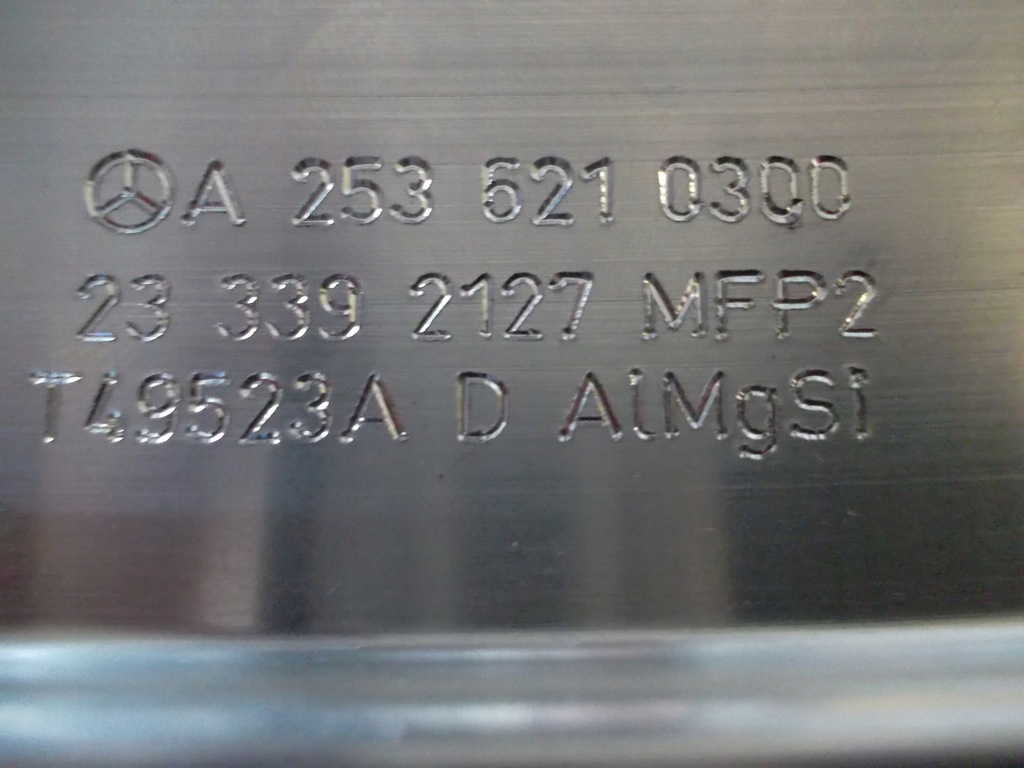 A 253 621 0300
23 339 2127 MFP2
T49523A D AlMgSi